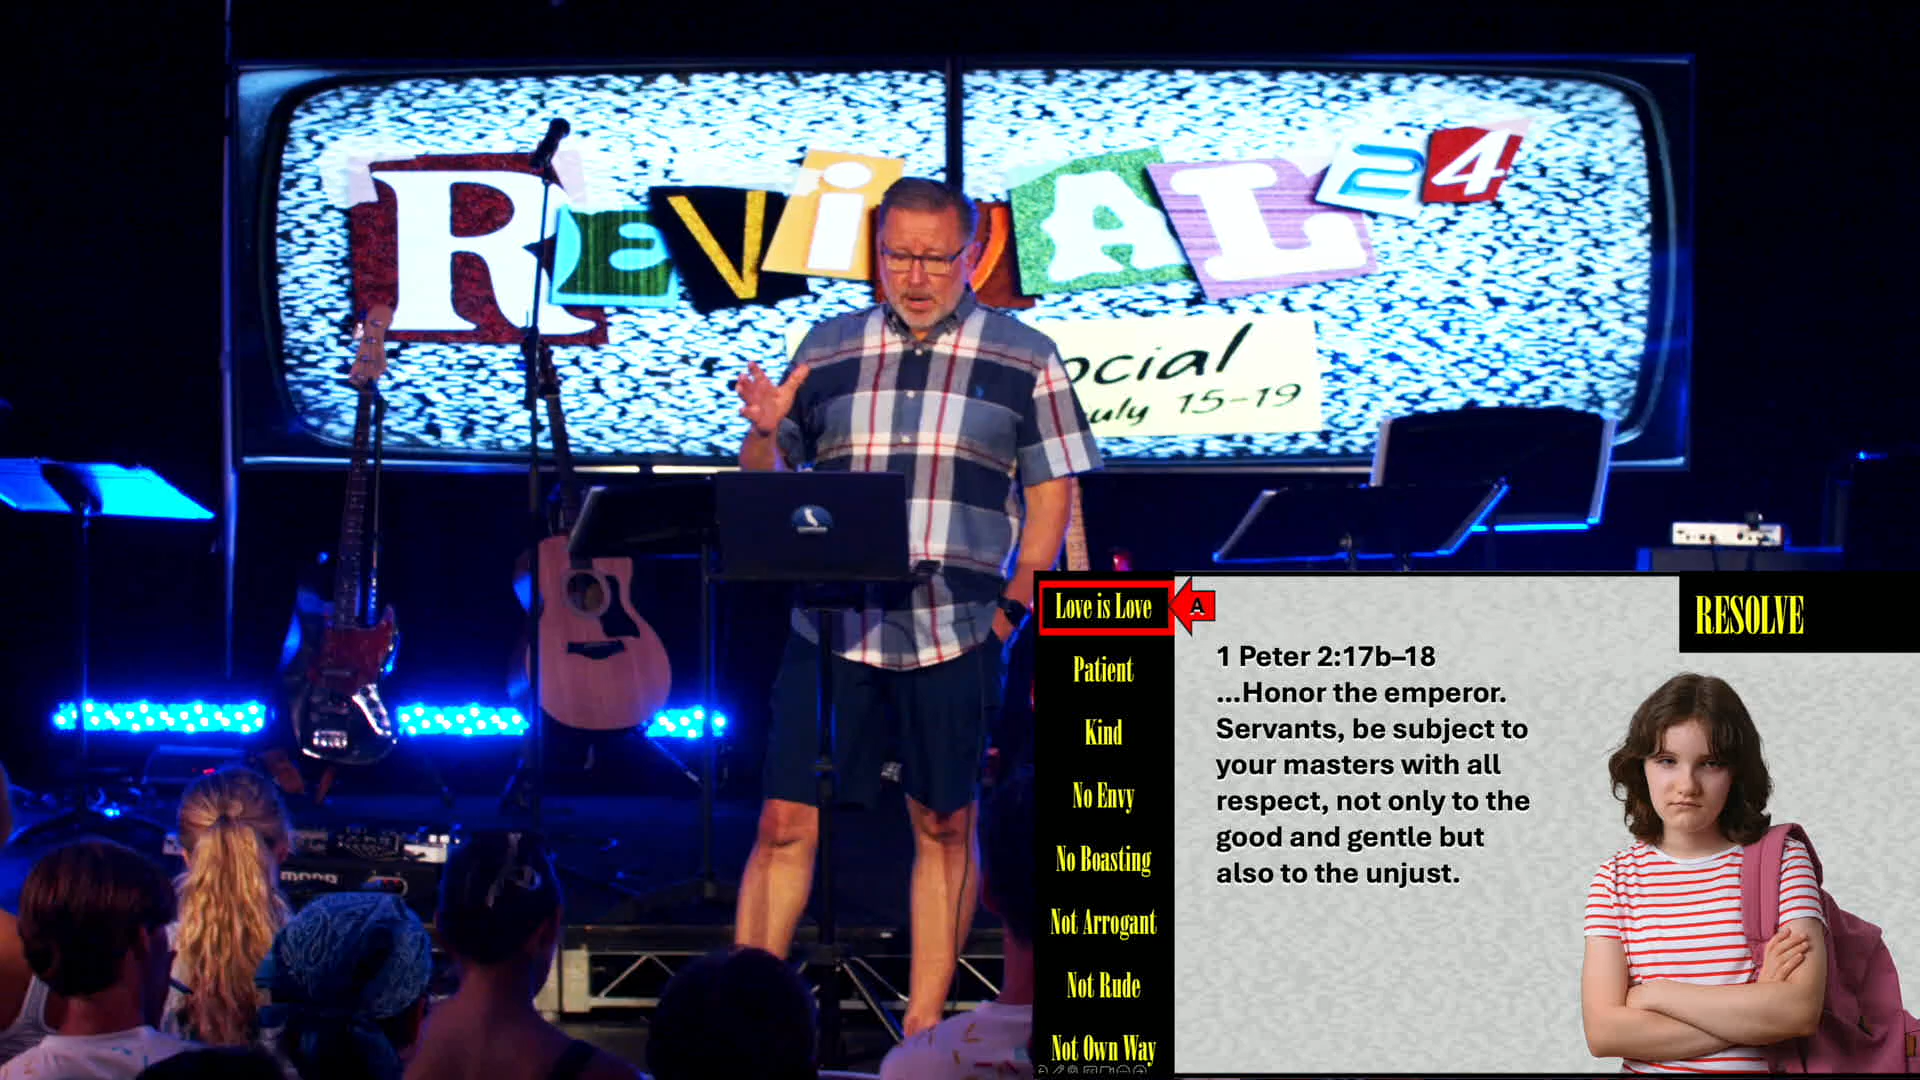 REViVAL 24
ocial
uly 15-19
moog
Love is Love
A
Patient
Kind
No Envy
No Boasting
Not Arrogant
Not Rude
Not Own Way
RESOLVE
1 Peter 2:17b–18
...Honor the emperor.
Servants, be subject to
your masters with all
respect, not only to the
good and gentle but
also to the unjust.